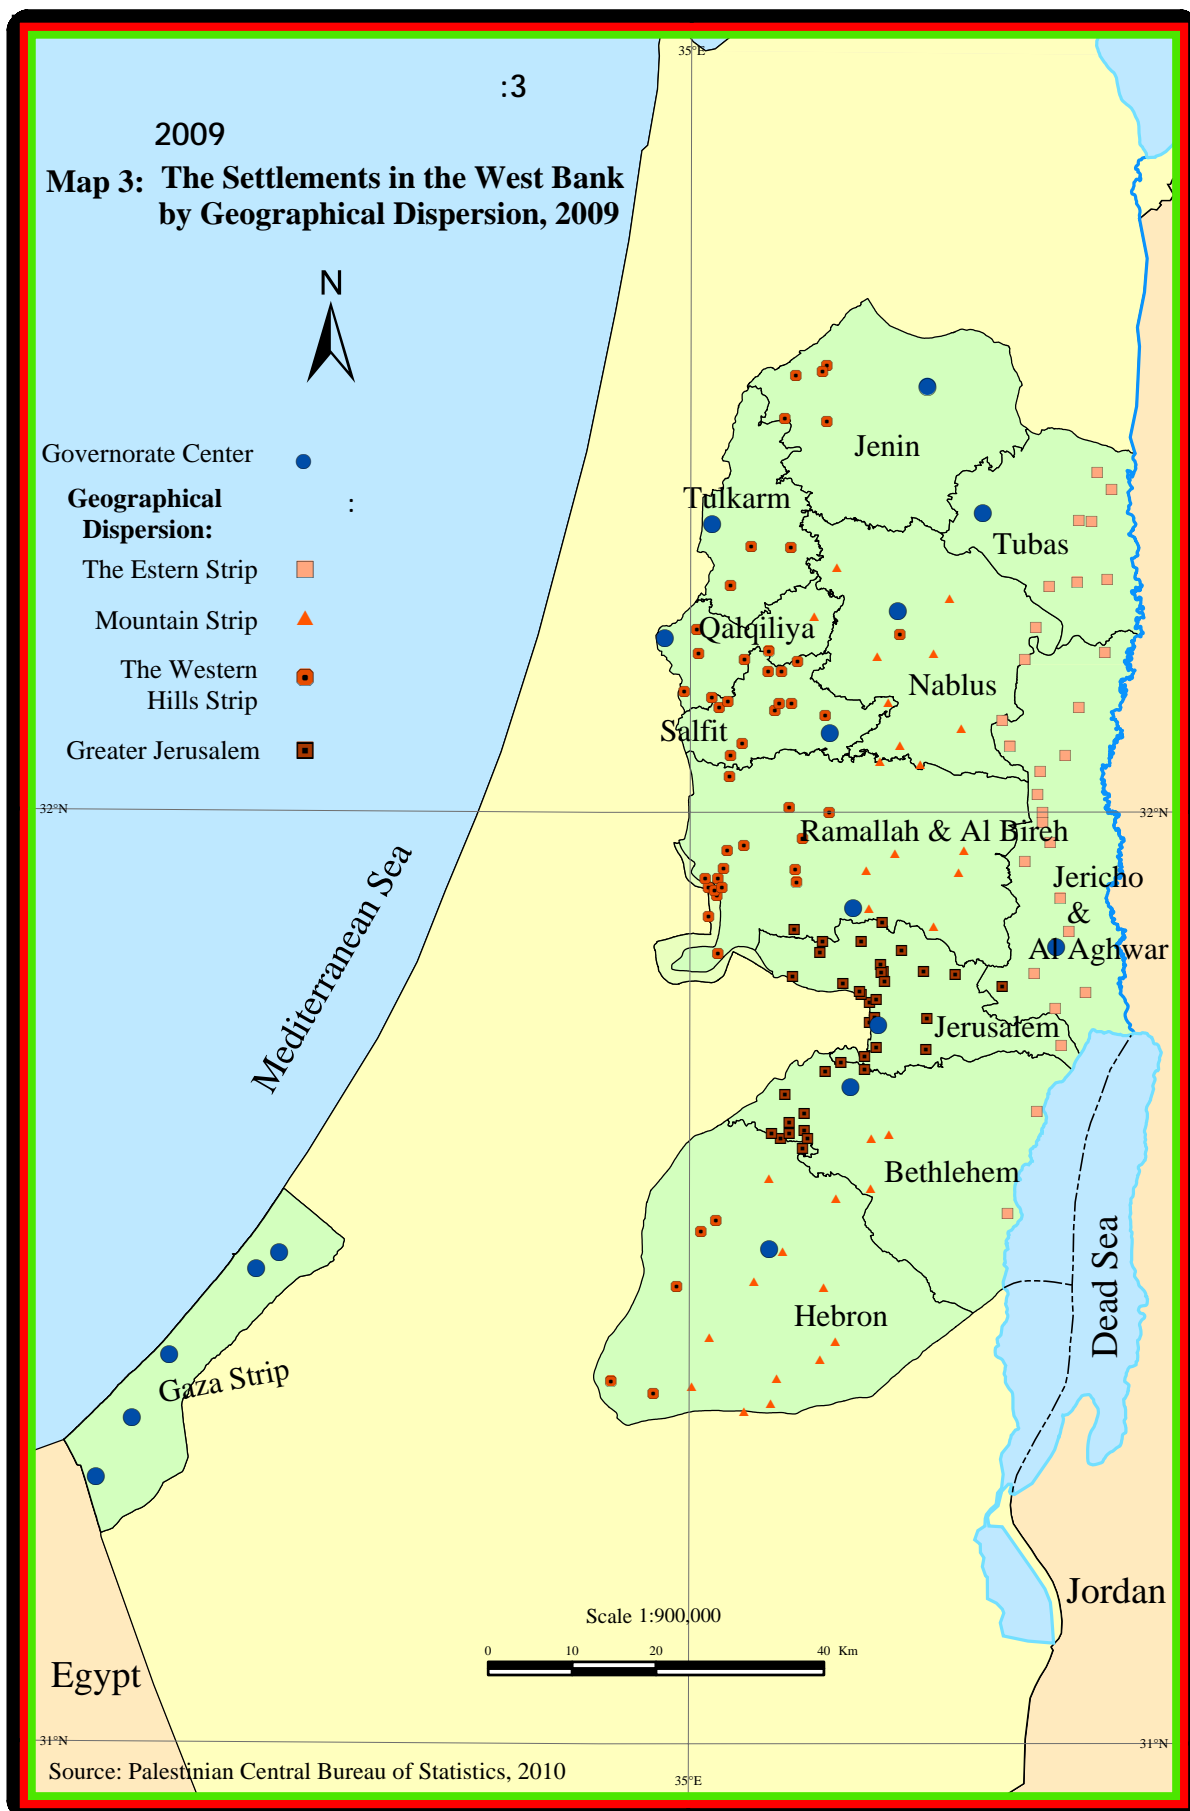 35°E
:3
2009
Map 3: The Settlements in the West Bank
by Geographical Dispersion, 2009
N
Governorate Center
Geographical
Dispersion:
:
The Estern Strip
Mountain Strip
The Western
Hills Strip
Greater Jerusalem
Jenin
Tulkarm
Tubas
Qalqiliya
Nablus
Salfit
32°N
32°N
Ramallah & Al Bireh
Jericho
&
Al Aghwar
Mediterranean Sea
Jerusalem
Bethlehem
Dead Sea
Hebron
Gaza Strip
Jordan
Scale 1:900,000
0 10 20 40 Km
Egypt
31°N
31°N
Source: Palestinian Central Bureau of Statistics, 2010
35°E